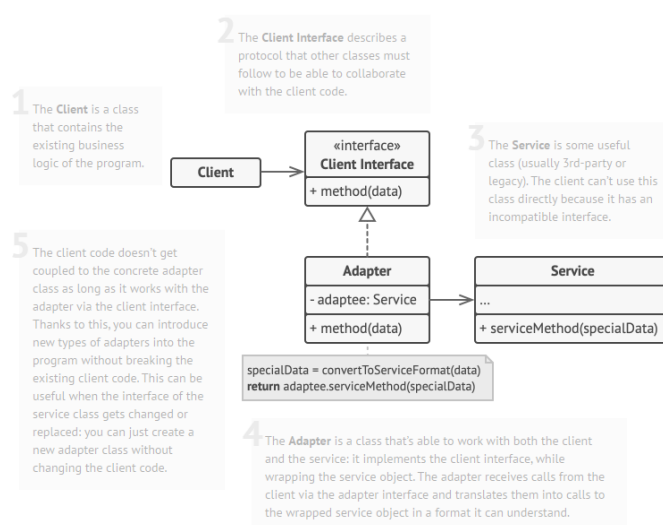 2
The Client Interface describes a
protocol that other classes must
follow to be able to collaborate
with the client code.
1
The Client is a class
that contains the
existing business
logic of the program.
Client
«interface»
Client Interface
+ method(data)
3
The Service is some useful
class (usually 3rd-party or
legacy). The client can't use this
class directly because it has an
incompatible interface.
5
The client code doesn't get
coupled to the concrete adapter
class as long as it works with the
adapter via the client interface.
Thanks to this, you can introduce
new types of adapters into the
program without breaking the
existing client code. This can be
useful when the interface of the
service class gets changed or
replaced: you can just create a
new adapter class without
changing the client code.
Adapter
- adaptee: Service
+ method(data)
Service
...
+ serviceMethod(specialData)
specialData = convertToServiceFormat(data)
return adaptee.serviceMethod(specialData)
4
The Adapter is a class that's able to work with both the client
and the service: it implements the client interface, while
wrapping the service object. The adapter receives calls from the
client via the adapter interface and translates them into calls to
the wrapped service object in a format it can understand.